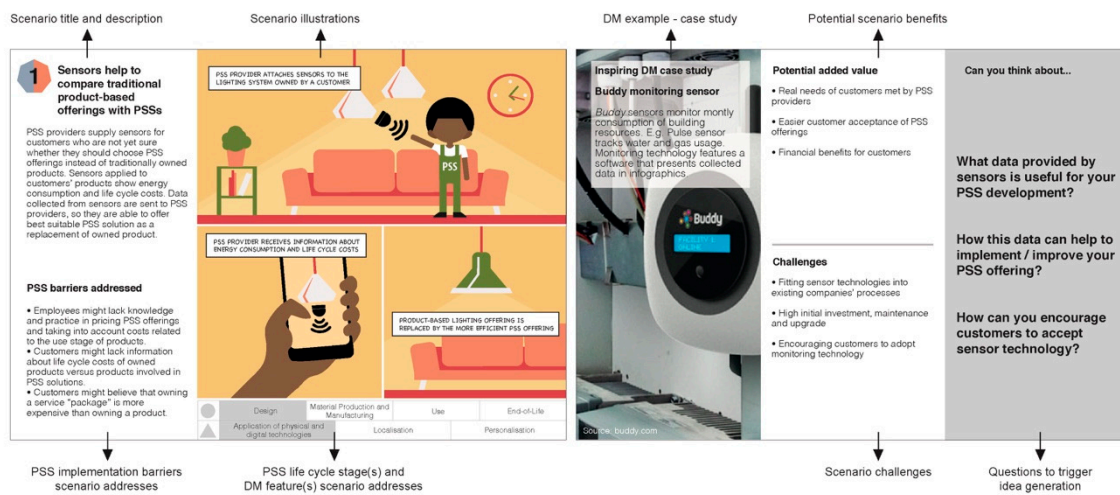 Scenario title and description
Scenario illustrations
DM example - case study
Potential scenario benefits
1
Sensors help to
compare traditional
product-based
offerings with PSSs
PSS providers supply sensors for
customers who are not yet sure
whether they should choose PSS
offerings instead of traditionally owned
products. Sensors applied to
customers' products show energy
consumption and life cycle costs. Data
collected from sensors are sent to PSS
providers, so they are able to offer
best suitable PSS solution as a
replacement of owned product.
PSS barriers addressed
• Employees might lack knowledge
and practice in pricing PSS offerings
and taking into account costs related
to the use stage of products.
• Customers might lack information
about life cycle costs of owned
products versus products involved in
PSS solutions.
• Customers might believe that owning
a service "package" is more
expensive than owning a product.
PSS PROVIDER ATTACHES SENSORS TO THE
LIGHTING SYSTEM OWNED BY A CUSTOMER
PSS
PSS PROVIDER RECEIVES INFORMATION ABOUT
ENERGY CONSUMPTION AND LIFE CYCLE COSTS
PRODUCT-BASED LIGHTING OFFERING IS
REPLACED BY THE MORE EFFICIENT PSS OFFERING
Design
Material Production and
Manufacturing
Use
End-of-Life
Application of physical and
digital technologies
Localisation
Personalisation
Inspiring DM case study
Buddy monitoring sensor
Buddy sensors monitor montly
consumption of building
resources. E.g. Pulse sensor
tracks water and gas usage.
Monitoring technology features a
software that presents collected
data in infographics.
Buddy
FACILITY 1
ONLINE
Source: buddy.com
Potential added value
• Real needs of customers met by PSS
providers
• Easier customer acceptance of PSS
offerings
• Financial benefits for customers
Challenges
• Fitting sensor technologies into
existing companies' processes
• High initial investment, maintenance
and upgrade
• Encouraging customers to adopt
monitoring technology
Can you think about...
What data provided by
sensors is useful for your
PSS development?
How this data can help to
implement / improve your
PSS offering?
How can you encourage
customers to accept
sensor technology?
PSS implementation barriers
scenario addresses
PSS life cycle stage(s) and
DM feature(s) scenario addresses
Scenario challenges
Questions to trigger
idea generation